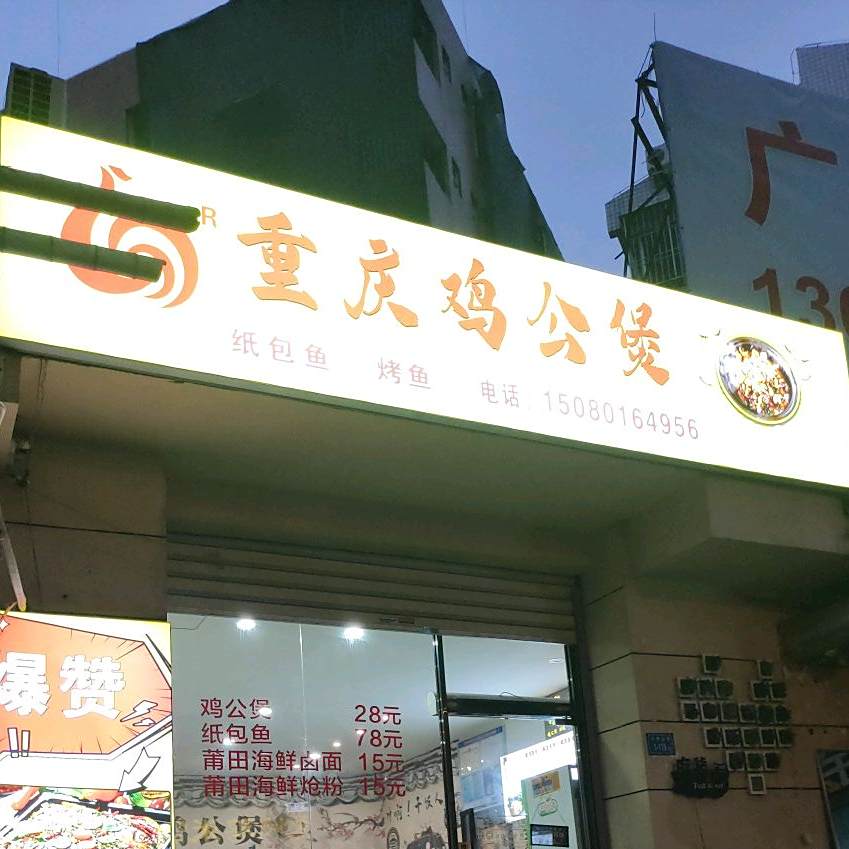 R
重庆鸡公煲
纸包鱼 烤鱼 电话：15080164956
广
136
爆赞
!!
鸡公煲 28元
纸包鱼 78元
莆田海鲜卤面 15元
莆田海鲜炝粉 15元
鸡公煲